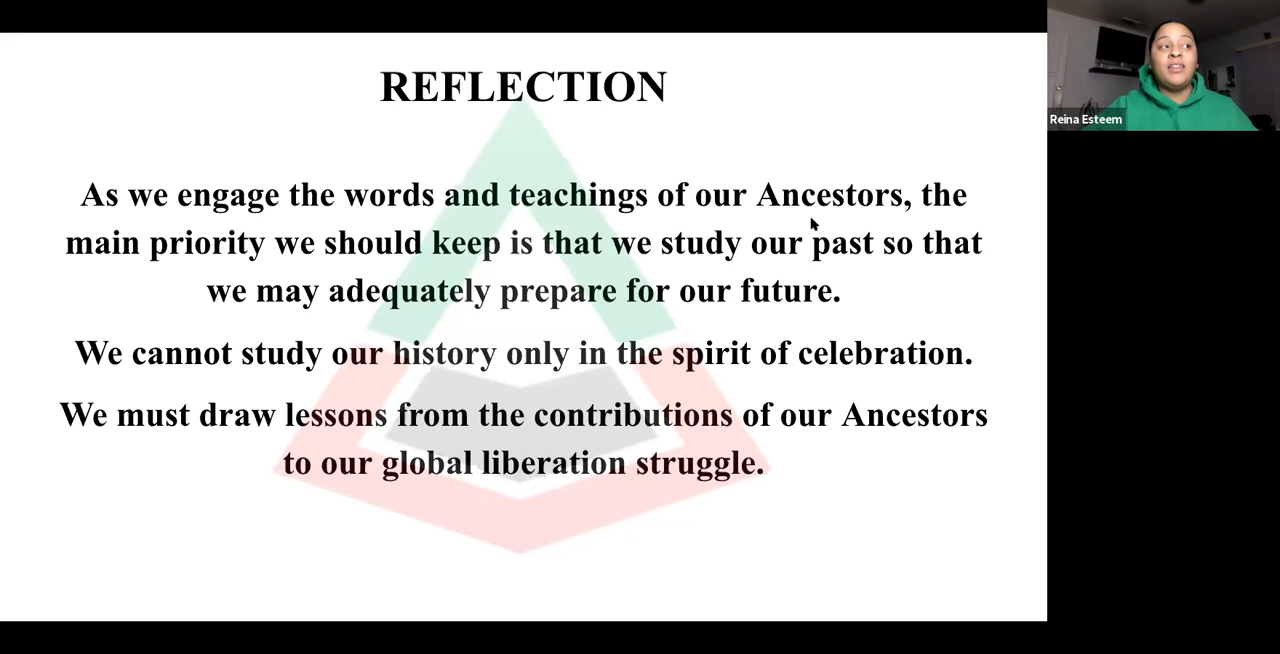 REFLECTION
As we engage the words and teachings of our Ancestors, the
main priority we should keep is that we study our past so that
we may adequately prepare for our future.
We cannot study our history only in the spirit of celebration.
We must draw lessons from the contributions of our Ancestors
to our global liberation struggle.
Reina Esteem